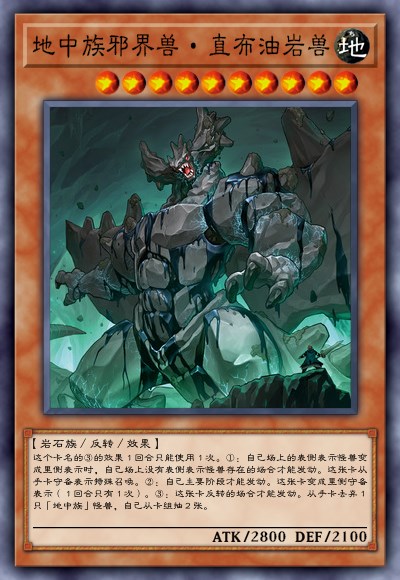 地中族邪界兽・直布油岩兽
地
【岩石族／反转／效果】
这个卡名的③的效果1回合只能使用1次。①：自己场上的表侧表示怪兽变
成里侧表示时，自己场上没有表侧表示怪兽存在的场合才能发动。这张卡从
手卡守备表示特殊召唤。②：自己主要阶段才能发动。这张卡变成里侧守备
表示（1回合只有1次）。③：这张卡反转的场合才能发动。从手卡丢弃1
只「地中族」怪兽，自己从卡组抽2张。
ATK/2800 DEF/2100